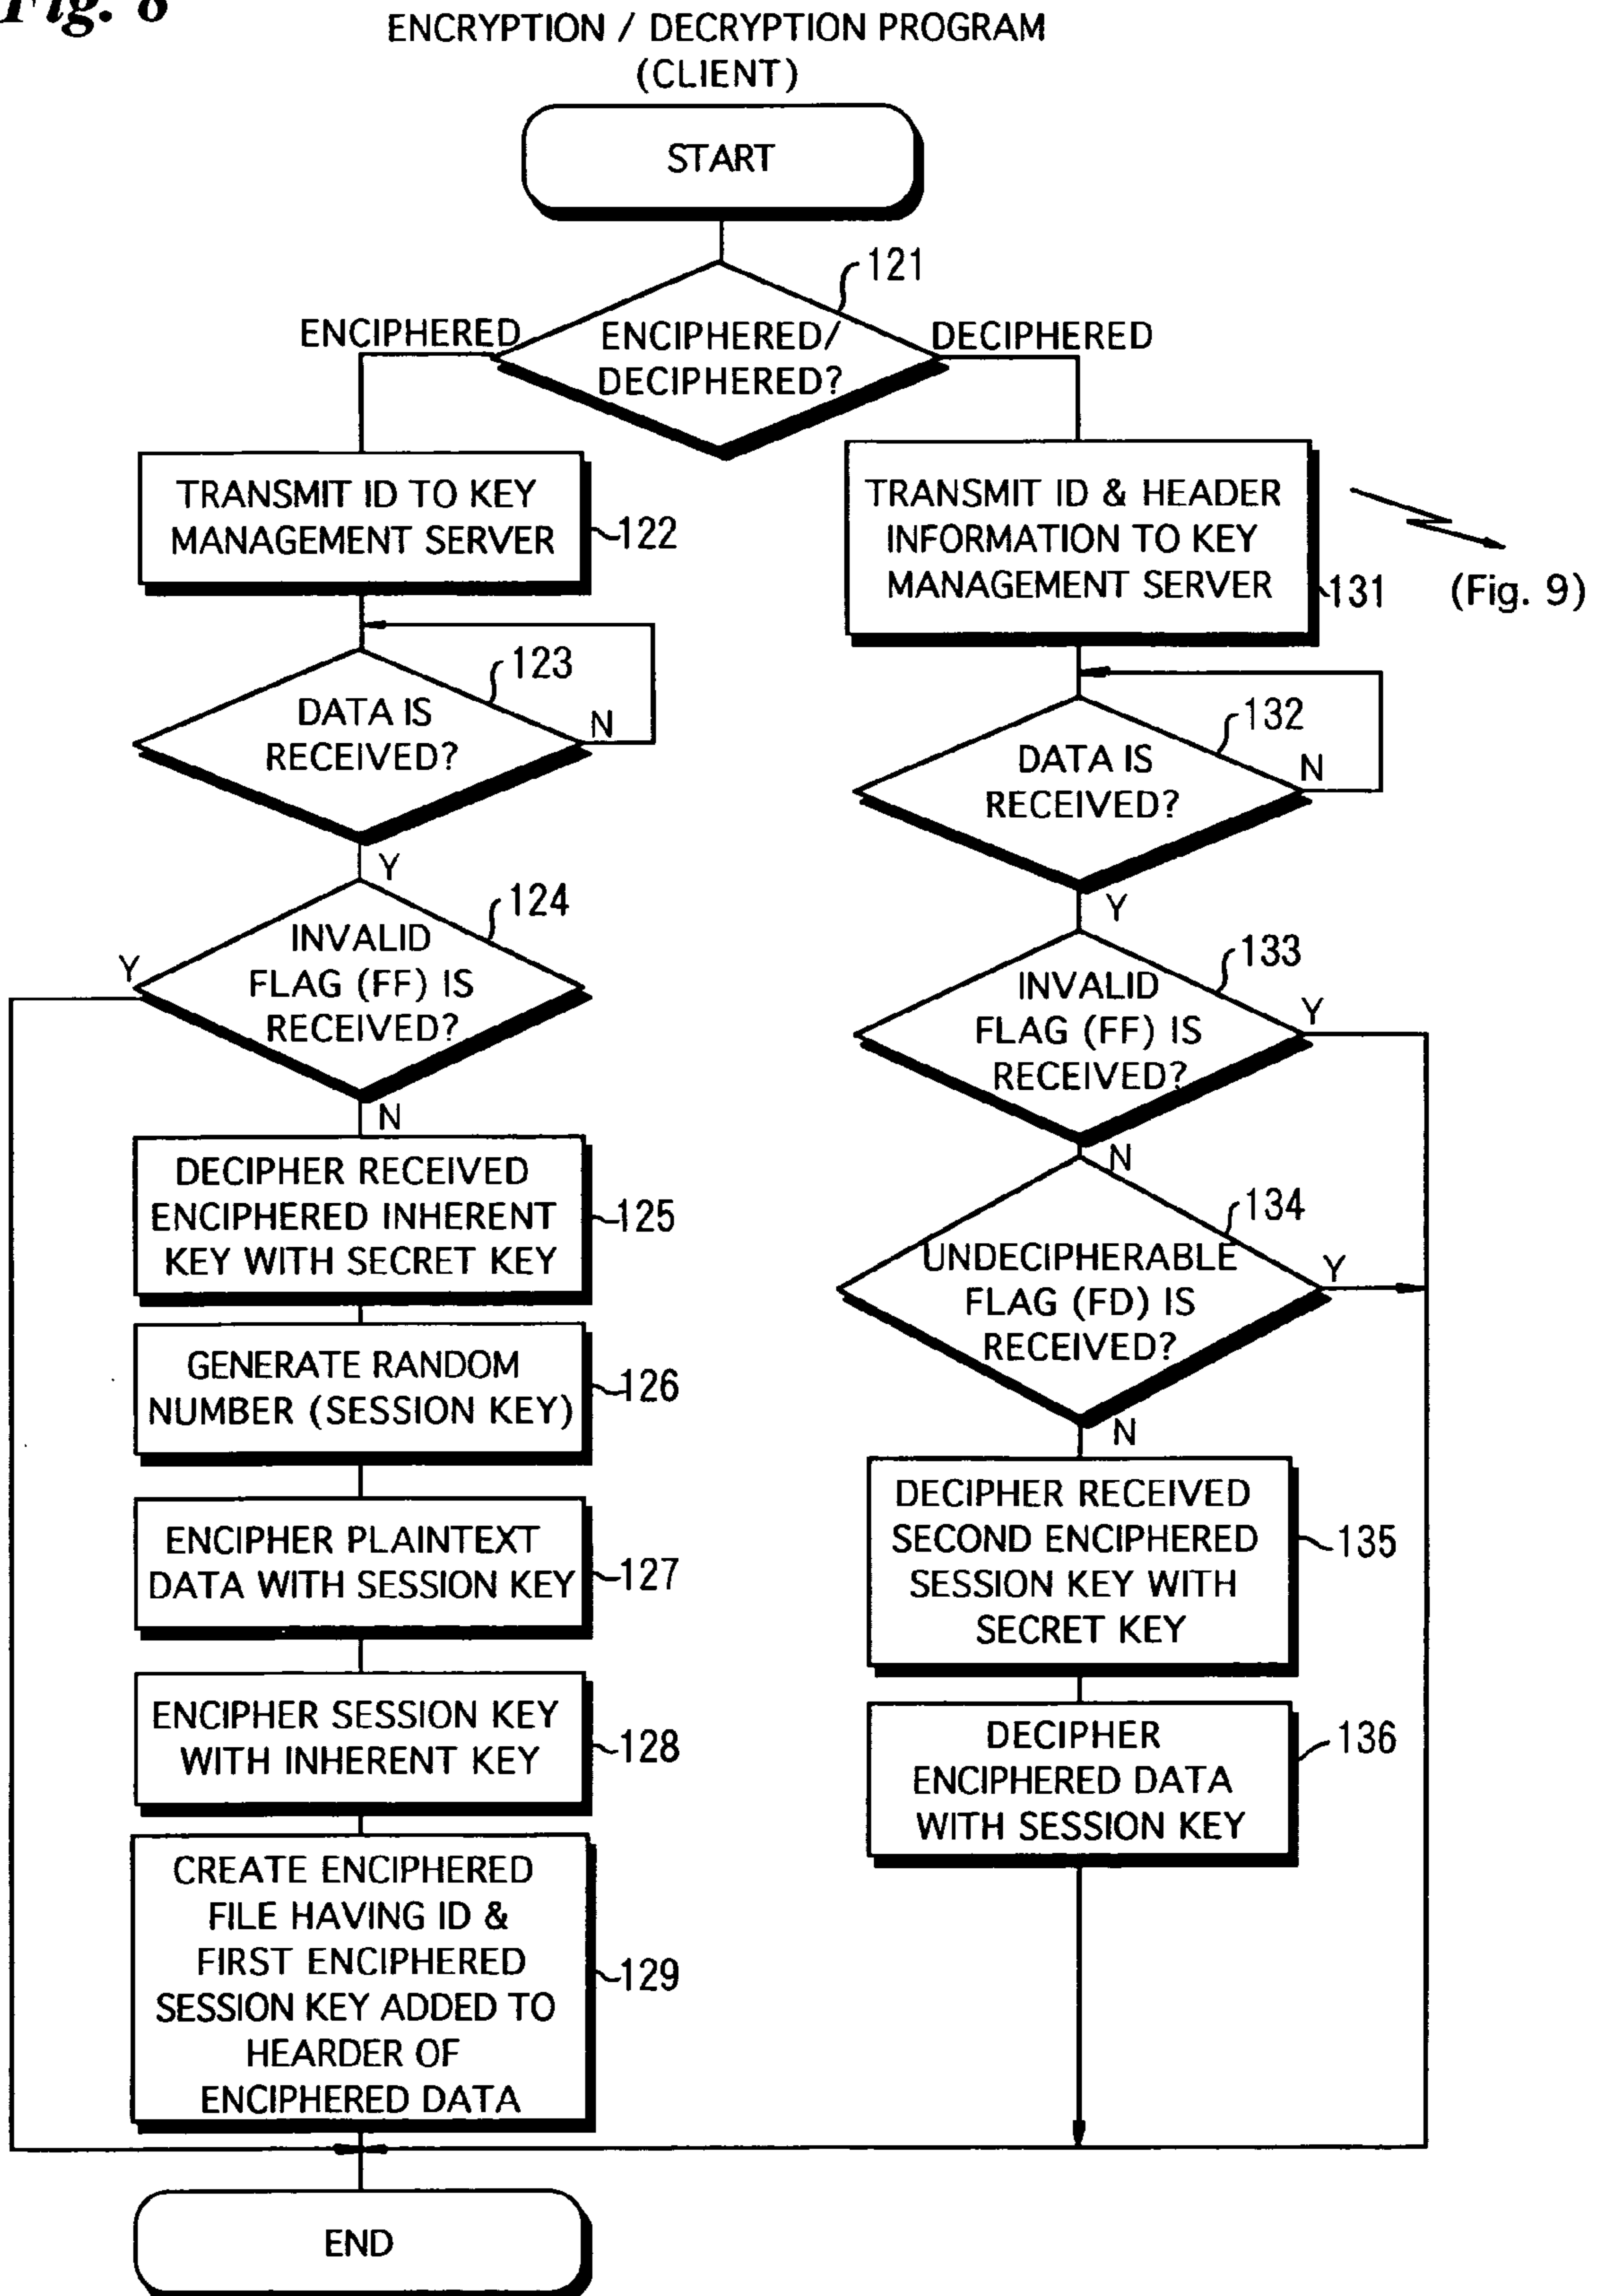 Fig. 8
ENCRYPTION / DECRYPTION PROGRAM
(CLIENT)
START
121
ENCIPHERED
ENCIPHERED/
DECIPHERED?
DECIPHERED
TRANSMIT ID TO KEY
MANAGEMENT SERVER
122
123
DATA IS
RECEIVED?
N
Y
124
INVALID
FLAG (FF) IS
RECEIVED?
Y
N
DECIPHER RECEIVED
ENCIPHERED INHERENT
KEY WITH SECRET KEY
125
GENERATE RANDOM
NUMBER (SESSION KEY)
126
ENCIPHER PLAINTEXT
DATA WITH SESSION KEY
127
ENCIPHER SESSION KEY
WITH INHERENT KEY
128
CREATE ENCIPHERED
FILE HAVING ID &
FIRST ENCIPHERED
SESSION KEY ADDED TO
HEARDER OF
ENCIPHERED DATA
129
TRANSMIT ID & HEADER
INFORMATION TO KEY
MANAGEMENT SERVER
131
(Fig. 9)
132
DATA IS
RECEIVED?
N
Y
133
INVALID
FLAG (FF) IS
RECEIVED?
Y
N
134
UNDECIPHERABLE
FLAG (FD) IS
RECEIVED?
Y
N
DECIPHER RECEIVED
SECOND ENCIPHERED
SESSION KEY WITH
SECRET KEY
135
DECIPHER
ENCIPHERED DATA
WITH SESSION KEY
136
END